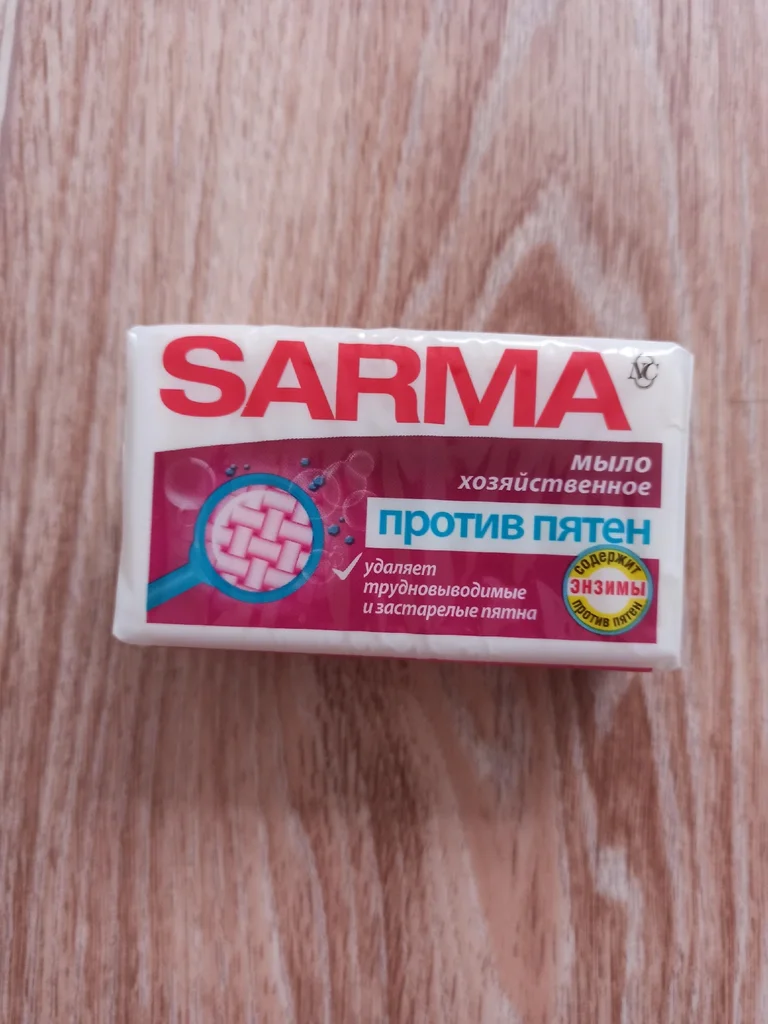 SARMA
NC
мыло
хозяйственное
против пятен
удаляет
трудновыводимые
и застарелые пятна
содержит
ЭНЗИМЫ
против пятен